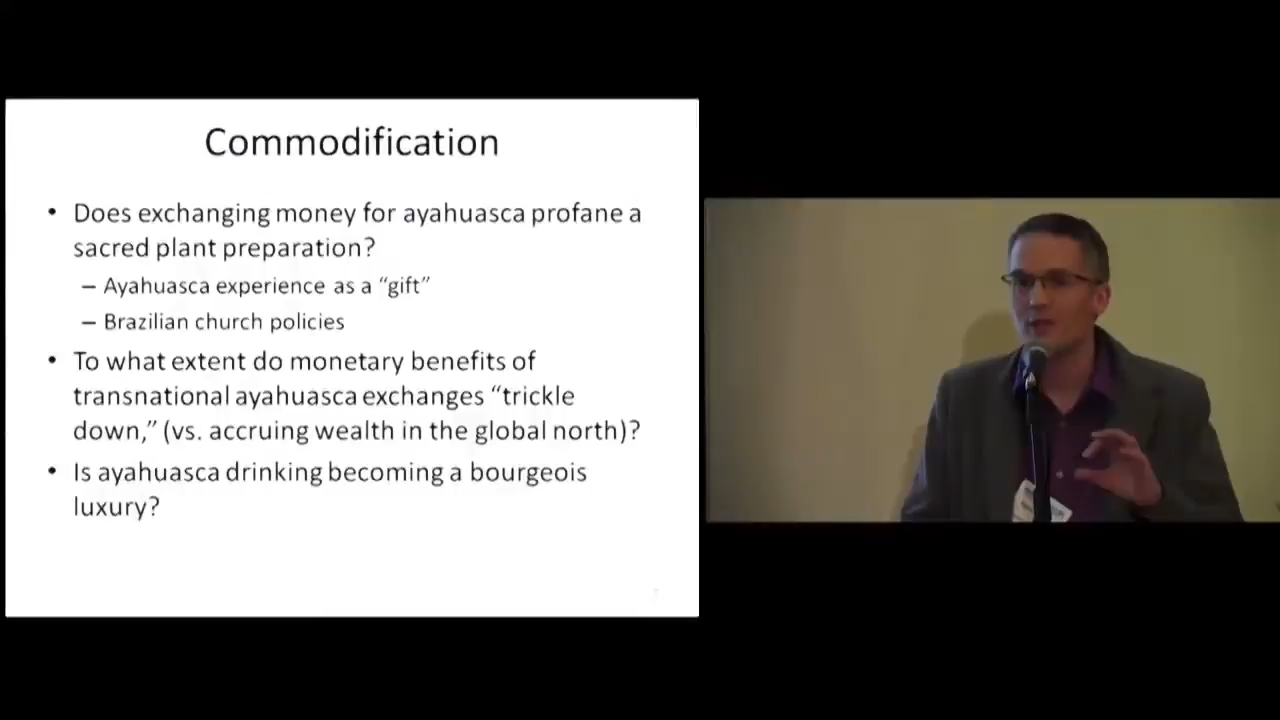 Commodification
• Does exchanging money for ayahuasca profane a
sacred plant preparation?
– Ayahuasca experience as a “gift”
– Brazilian church policies
• To what extent do monetary benefits of
transnational ayahuasca exchanges “trickle
down,” (vs. accruing wealth in the global north)?
• Is ayahuasca drinking becoming a bourgeois
luxury?